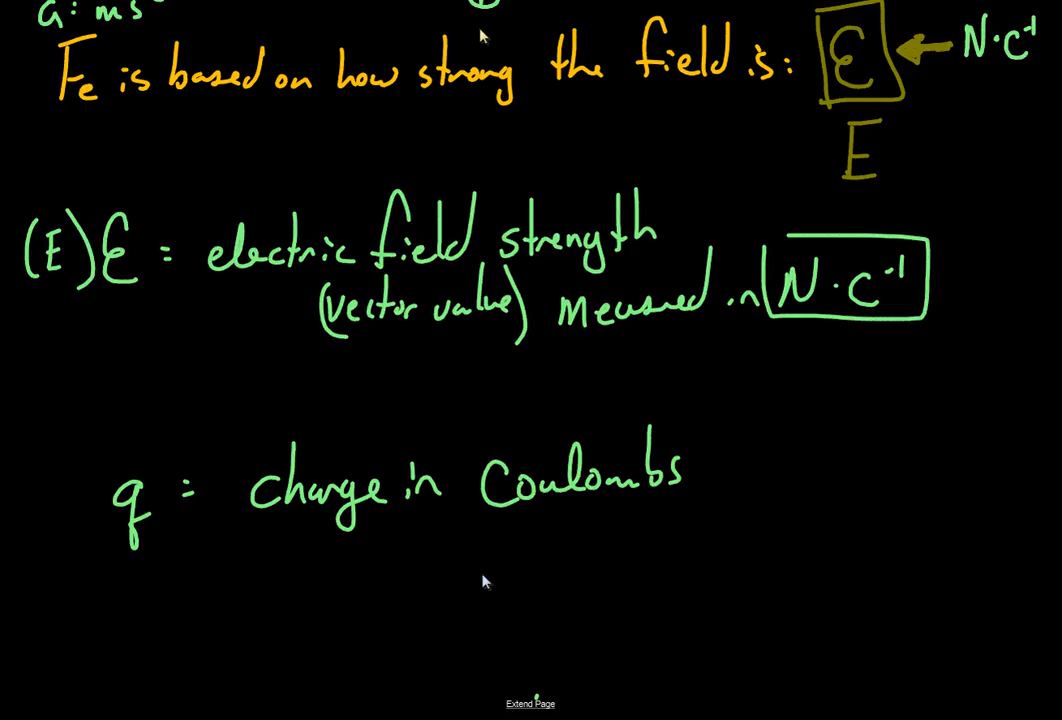 a: ms
Fe is based on how strong the field is: ℰ ← N·C⁻¹
E
(E) ℰ = electric field strength
(vector value) measured in N·C⁻¹
q = charge in Coulombs
Extend Page